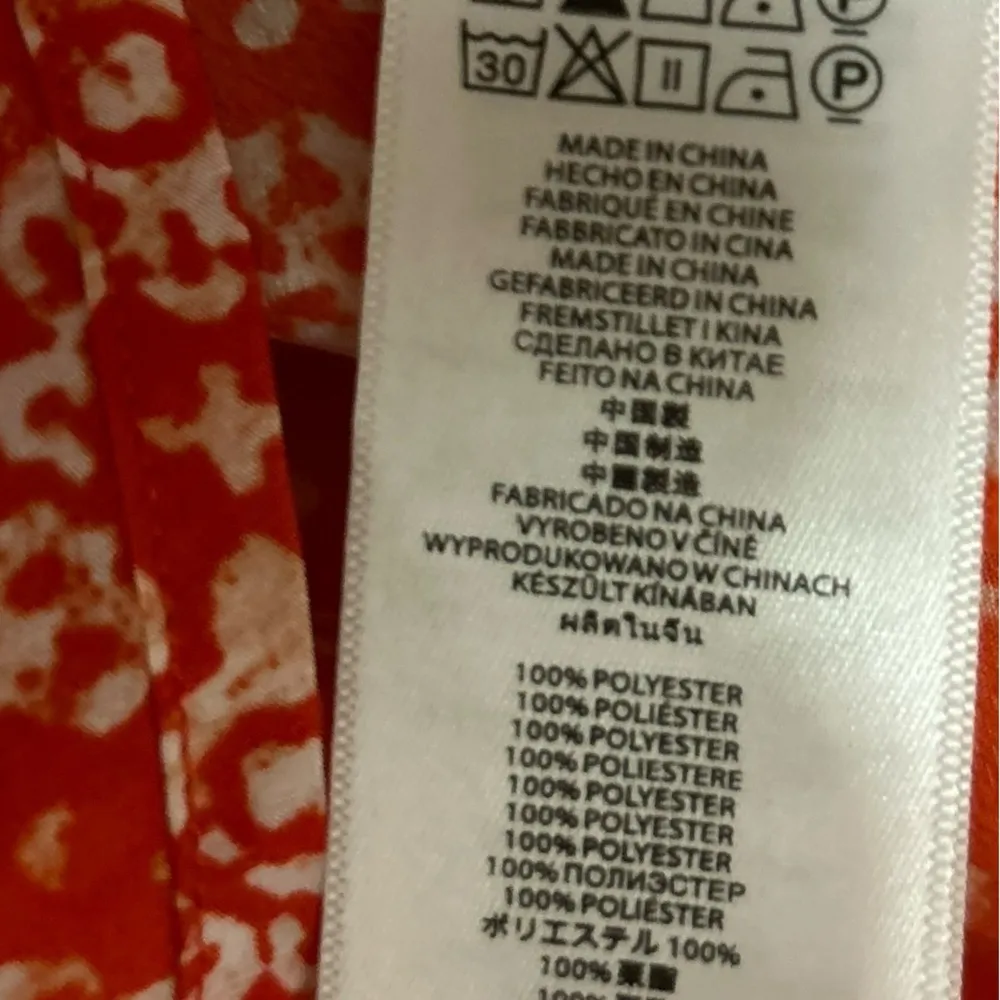 30
P
MADE IN CHINA
HECHO EN CHINA
FABRIQUÉ EN CHINE
FABBRICATO IN CINA
MADE IN CHINA
GEFABRICEERD IN CHINA
FREMSTILLET I KINA
СДЕЛАНО В КИТАЕ
FEITO NA CHINA
中国製
中国制造
中國製造
FABRICADO NA CHINA
VYROBENO V ČÍNĚ
WYPRODUKOWANO W CHINACH
KÉSZÜLT KÍNÁBAN
ผลิตในจีน
100% POLYESTER
100% POLIÉSTER
100% POLYESTER
100% POLIESTERE
100% POLYESTER
100% POLYESTER
100% POLYESTER
100% ПОЛИЭСТЕР
100% POLIÉSTER
ポリエステル 100%
100%
100%